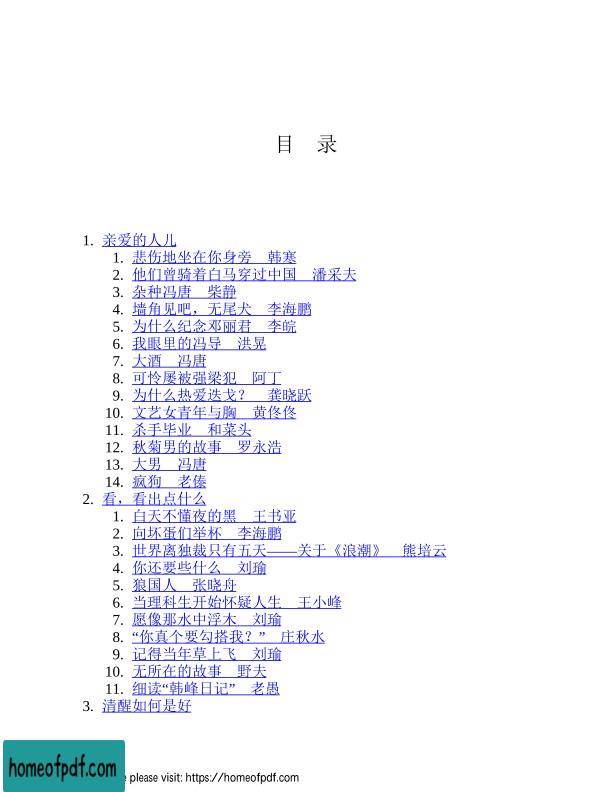 目　录
1. 亲爱的人儿
1. 悲伤地坐在你身旁　韩寒
2. 他们曾骑着白马穿过中国　潘采夫
3. 杂种冯唐　柴静
4. 墙角见吧，无尾犬　李海鹏
5. 为什么纪念邓丽君　李皖
6. 我眼里的冯导　洪晃
7. 大酒　冯唐
8. 可怜屡被强梁犯　阿丁
9. 为什么热爱迭戈？　龚晓跃
10. 文艺女青年与胸　黄佟佟
11. 杀手毕业　和菜头
12. 秋菊男的故事　罗永浩
13. 大男　冯唐
14. 疯狗　老傣
2. 看，看出点什么
1. 白天不懂夜的黑　王书亚
2. 向坏蛋们举杯　李海鹏
3. 世界离独裁只有五天——关于《浪潮》　熊培云
4. 你还要些什么　刘瑜
5. 狼国人　张晓舟
6. 当理科生开始怀疑人生　王小峰
7. 愿像那水中浮木　刘瑜
8. “你真个要勾搭我？”　庄秋水
9. 记得当年草上飞　刘瑜
10. 无所在的故事　野夫
11. 细读“韩峰日记”　老愚
3. 清醒如何是好
homeofpdf.com
e please visit: https://homeofpdf.com